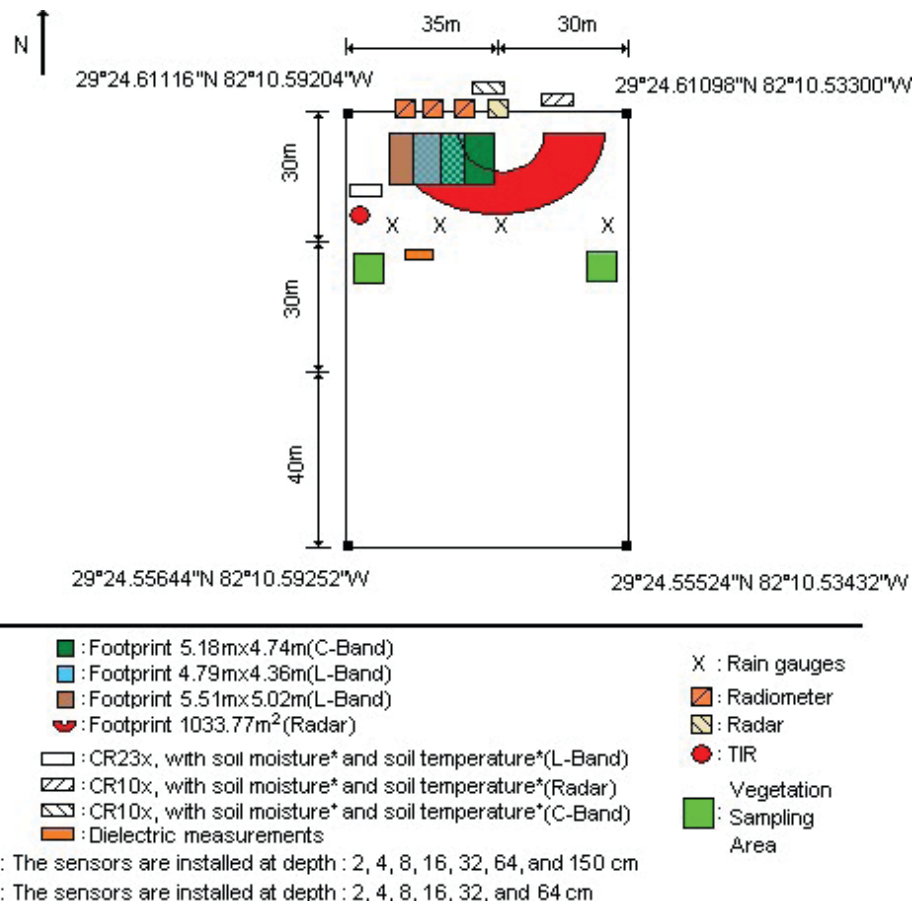 35m 30m
N
29°24.61116"N 82°10.59204"W
29°24.61098"N 82°10.53300"W
30m
X X X X
30m
40m
29°24.55644"N 82°10.59252"W
29°24.55524"N 82°10.53432"W
: Footprint 5.18mx4.74m(C-Band)
: Footprint 4.79mx4.36m(L-Band)
: Footprint 5.51mx5.02m(L-Band)
: Footprint 1033.77m²(Radar)
: CR23x, with soil moisture* and soil temperature*(L-Band)
: CR10x, with soil moisture* and soil temperature*(Radar)
: CR10x, with soil moisture* and soil temperature*(C-Band)
: Dielectric measurements
X : Rain gauges
: Radiometer
: Radar
: TIR
: Vegetation
Sampling
Area
: The sensors are installed at depth : 2, 4, 8, 16, 32, 64, and 150 cm
: The sensors are installed at depth : 2, 4, 8, 16, 32, and 64 cm